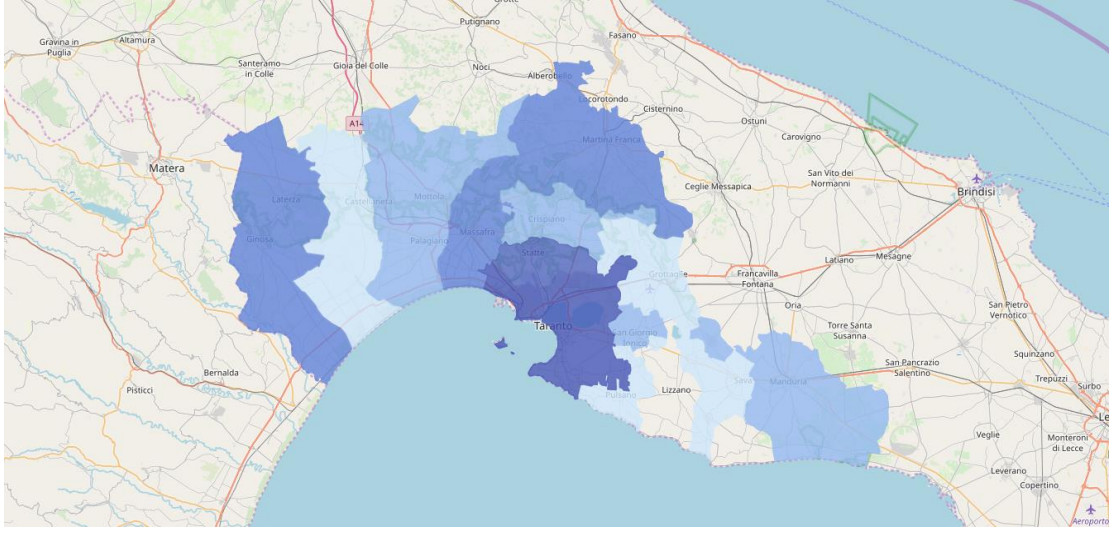 Grotte
Putignano
Fasano
Gravina in
Puglia
Altamura
Santeramo
in Colle
Gioia del Colle
Noci
Alberobello
Locorotondo
Cisternino
A14
Ostuni
Carovigno
Martina Franca
Matera
San Vito dei
Normanni
Ceglie Messapica
Brindisi
Laterza
Castellaneta
Mottola
Crispiano
Massafra
Palagiano
Ginosa
Statte
Grottaglie
Francavilla
Fontana
Latiano
Mesagne
Oria
San Pietro
Vernotico
Taranto
San Giorgio
Ionico
Torre Santa
Susanna
Squinzano
Bernalda
Pisticci
San Pancrazio
Salentino
Trepuzzi
Surbo
Sava
Manduria
Lizzano
Pulsano
Le
Veglie
Monteroni
di Lecce
Leverano
Copertino
Aeroporto